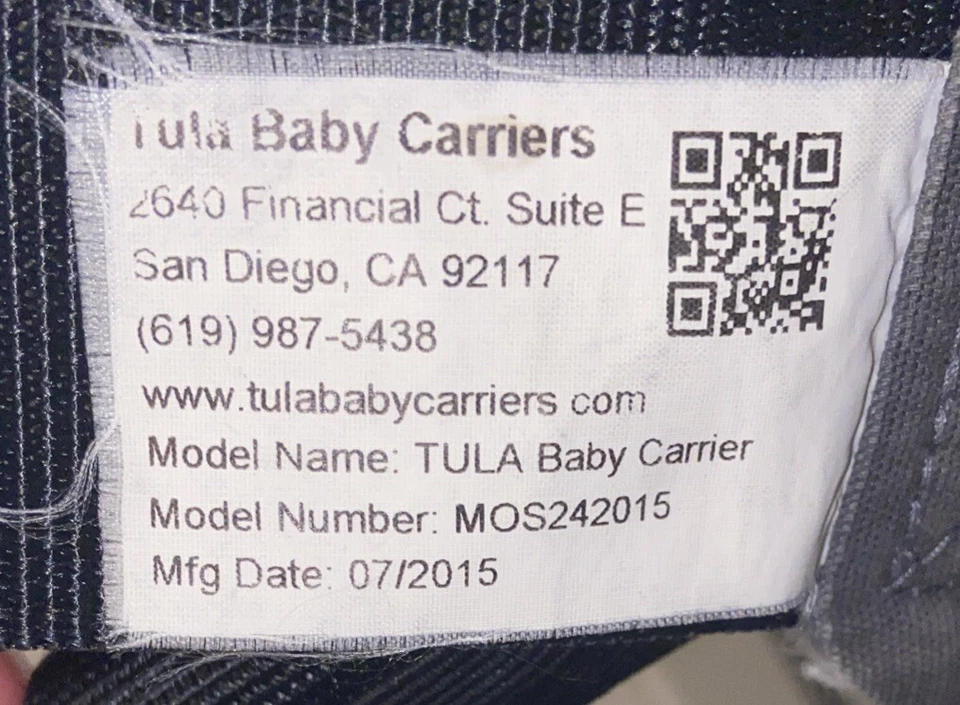 Tula Baby Carriers
2640 Financial Ct. Suite E
San Diego, CA 92117
(619) 987-5438
www.tulababycarriers com
Model Name: TULA Baby Carrier
Model Number: MOS242015
Mfg Date: 07/2015